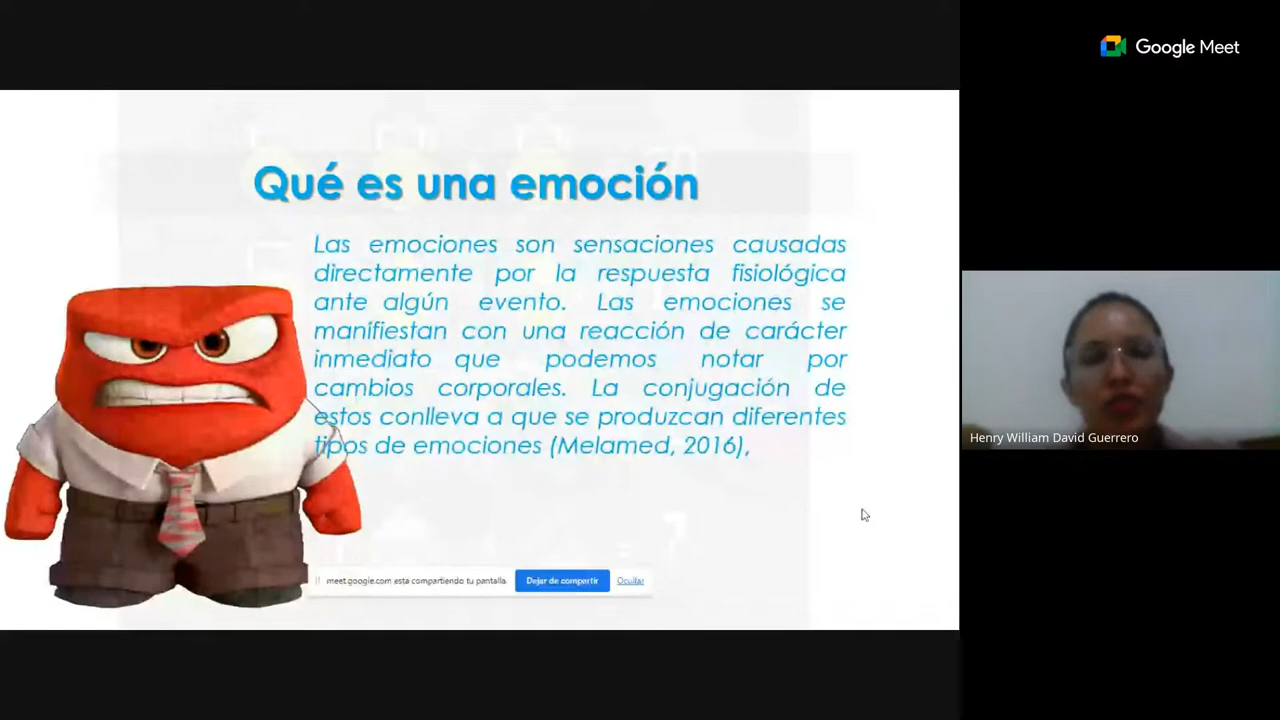 Google Meet
Qué es una emoción
Las emociones son sensaciones causadas
directamente por la respuesta fisiológica
ante algún evento. Las emociones se
manifiestan con una reacción de carácter
inmediato que podemos notar por
cambios corporales. La conjugación de
estos conlleva a que se produzcan diferentes
tipos de emociones (Melamed, 2016),
Henry William David Guerrero
meet.google.com esta compartiendo tu pantalla.
Dejar de compartir
Ocultar